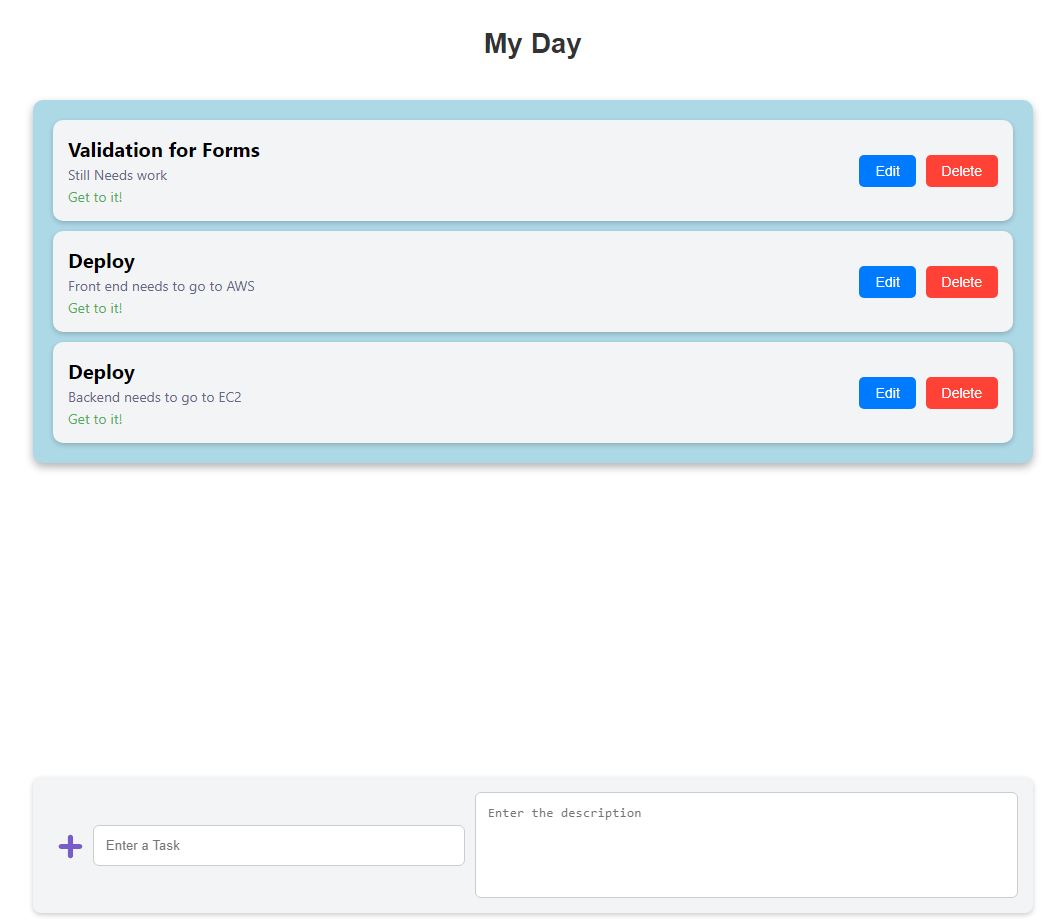 My Day
Validation for Forms
Still Needs work
Get to it!
Edit
Delete
Deploy
Front end needs to go to AWS
Get to it!
Edit
Delete
Deploy
Backend needs to go to EC2
Get to it!
Edit
Delete
Enter a Task
Enter the description